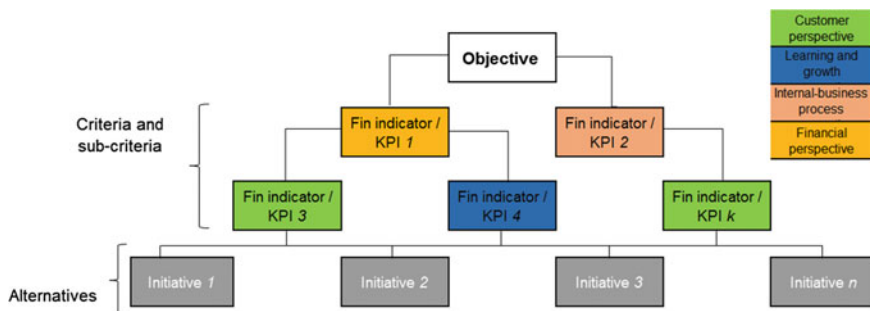 Customer
perspective
Learning and
growth
Internal-business
process
Financial
perspective
Objective
Criteria and
sub-criteria
Fin indicator /
KPI 1
Fin indicator /
KPI 2
Fin indicator /
KPI 3
Fin indicator /
KPI 4
Fin indicator /
KPI k
Alternatives
Initiative 1
Initiative 2
Initiative 3
Initiative n